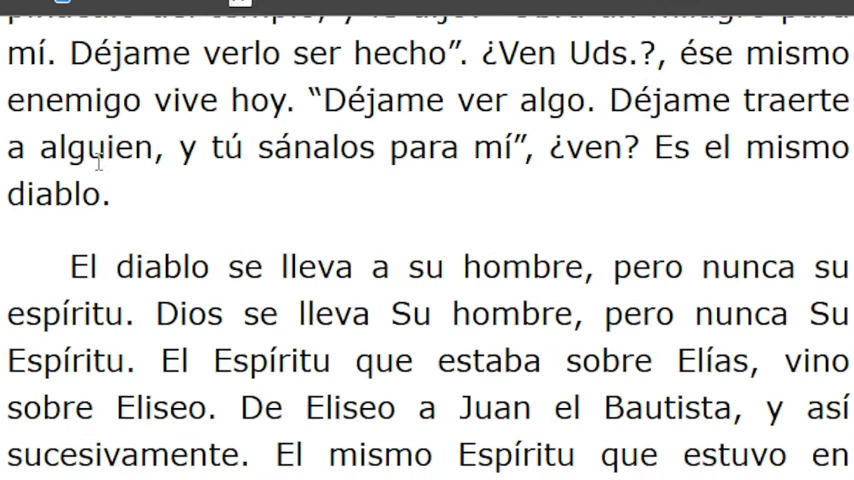 mí. Déjame verlo ser hecho”. ¿Ven Uds.?, ése mismo
enemigo vive hoy. “Déjame ver algo. Déjame traerte
a alguien, y tú sánalos para mí”, ¿ven? Es el mismo
diablo.
El diablo se lleva a su hombre, pero nunca su
espíritu. Dios se lleva Su hombre, pero nunca Su
Espíritu. El Espíritu que estaba sobre Elías, vino
sobre Eliseo. De Eliseo a Juan el Bautista, y así
sucesivamente. El mismo Espíritu que estuvo en